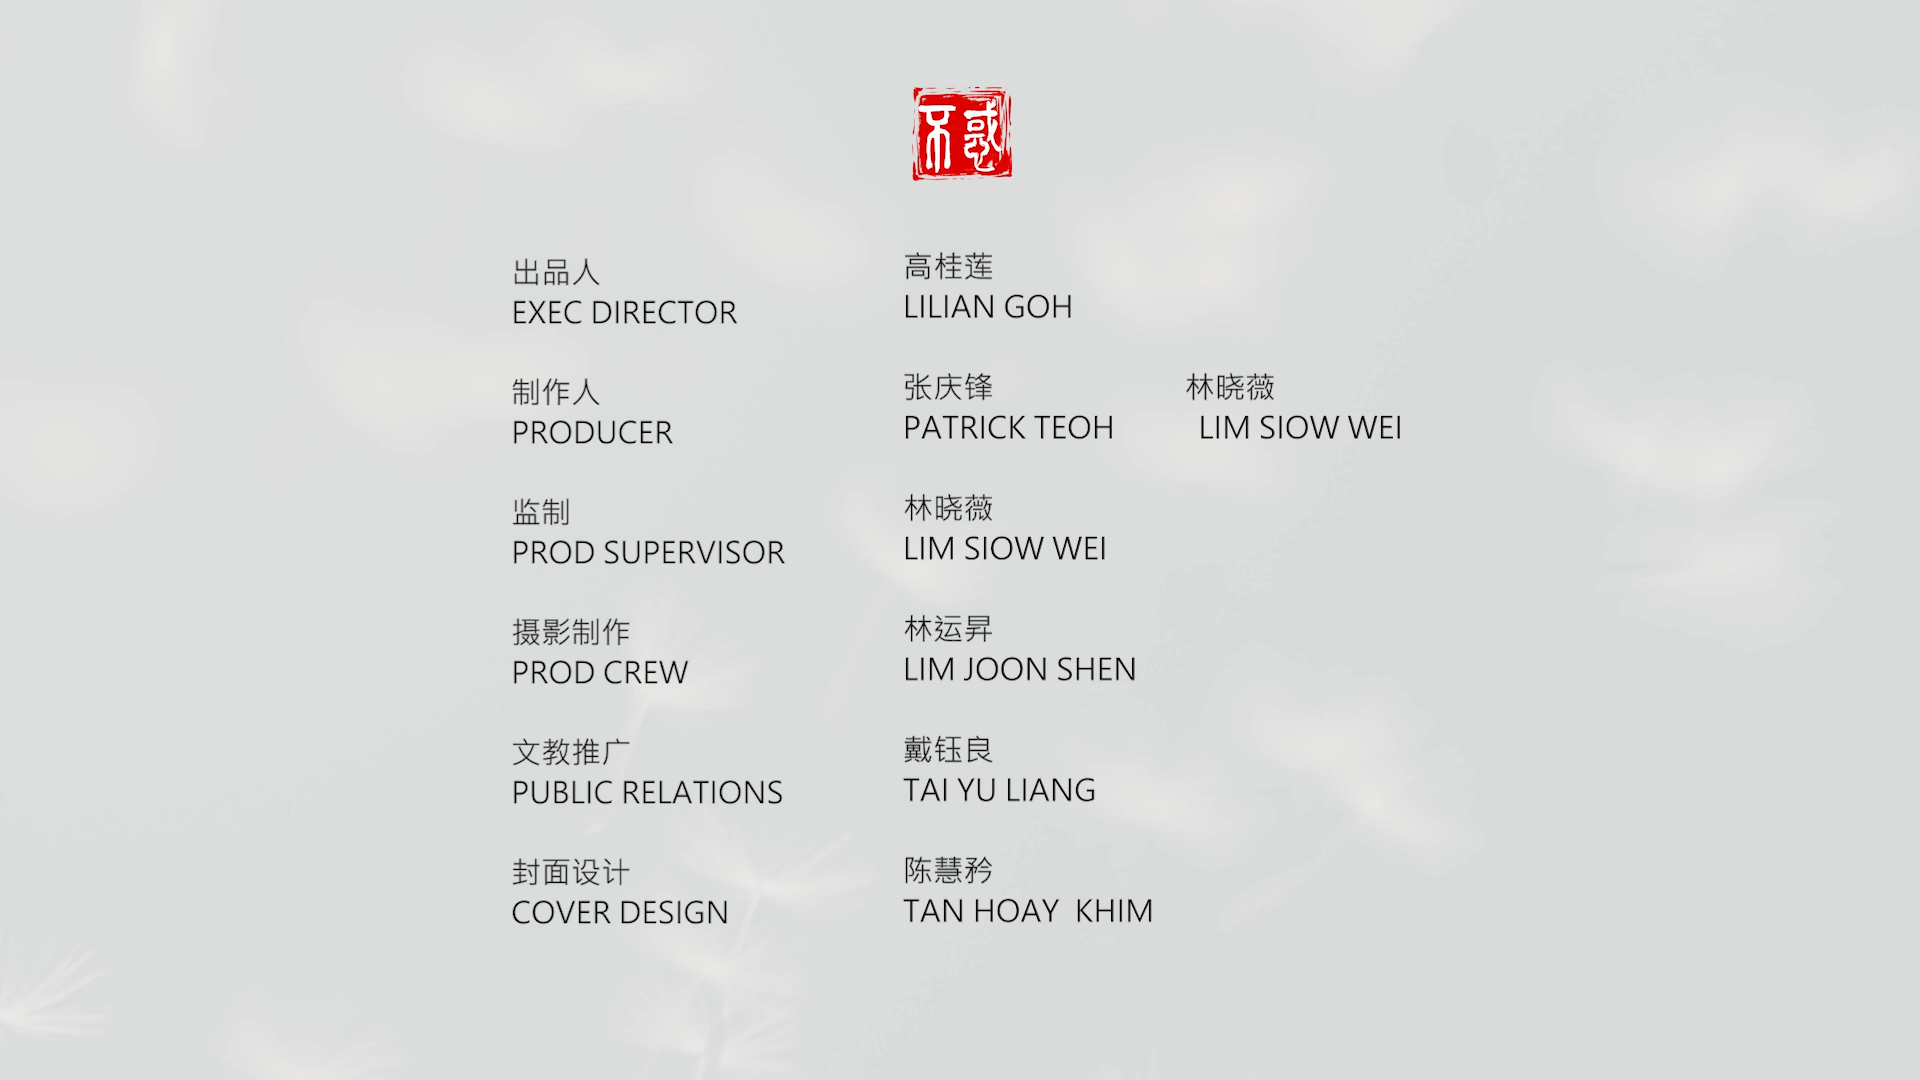 不惑
出品人 高桂莲
EXEC DIRECTOR LILIAN GOH
制作人 张庆锋 林晓薇
PRODUCER PATRICK TEOH LIM SIOW WEI
监制 林晓薇
PROD SUPERVISOR LIM SIOW WEI
摄影制作 林运昇
PROD CREW LIM JOON SHEN
文教推广 戴钰良
PUBLIC RELATIONS TAI YU LIANG
封面设计 陈慧矜
COVER DESIGN TAN HOAY  KHIM